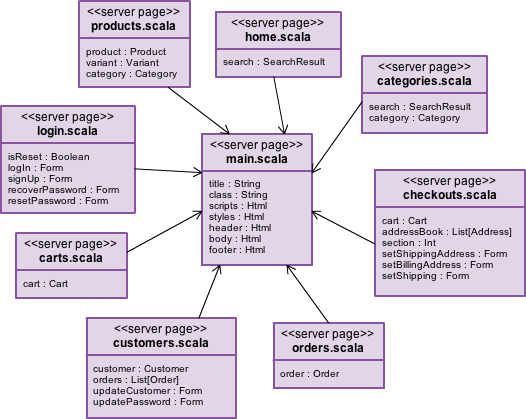 <<server page>>
products.scala
product : Product
variant : Variant
category : Category
<<server page>>
home.scala
search : SearchResult
<<server page>>
categories.scala
search : SearchResult
category : Category
<<server page>>
login.scala
isReset : Boolean
logIn : Form
signUp : Form
recoverPassword : Form
resetPassword : Form
<<server page>>
main.scala
title : String
class : String
scripts : Html
styles : Html
header : Html
body : Html
footer : Html
<<server page>>
checkouts.scala
cart : Cart
addressBook : List[Address]
section : Int
setShippingAddress : Form
setBillingAddress : Form
setShipping : Form
<<server page>>
carts.scala
cart : Cart
<<server page>>
customers.scala
customer : Customer
orders : List[Order]
updateCustomer : Form
updatePassword : Form
<<server page>>
orders.scala
order : Order